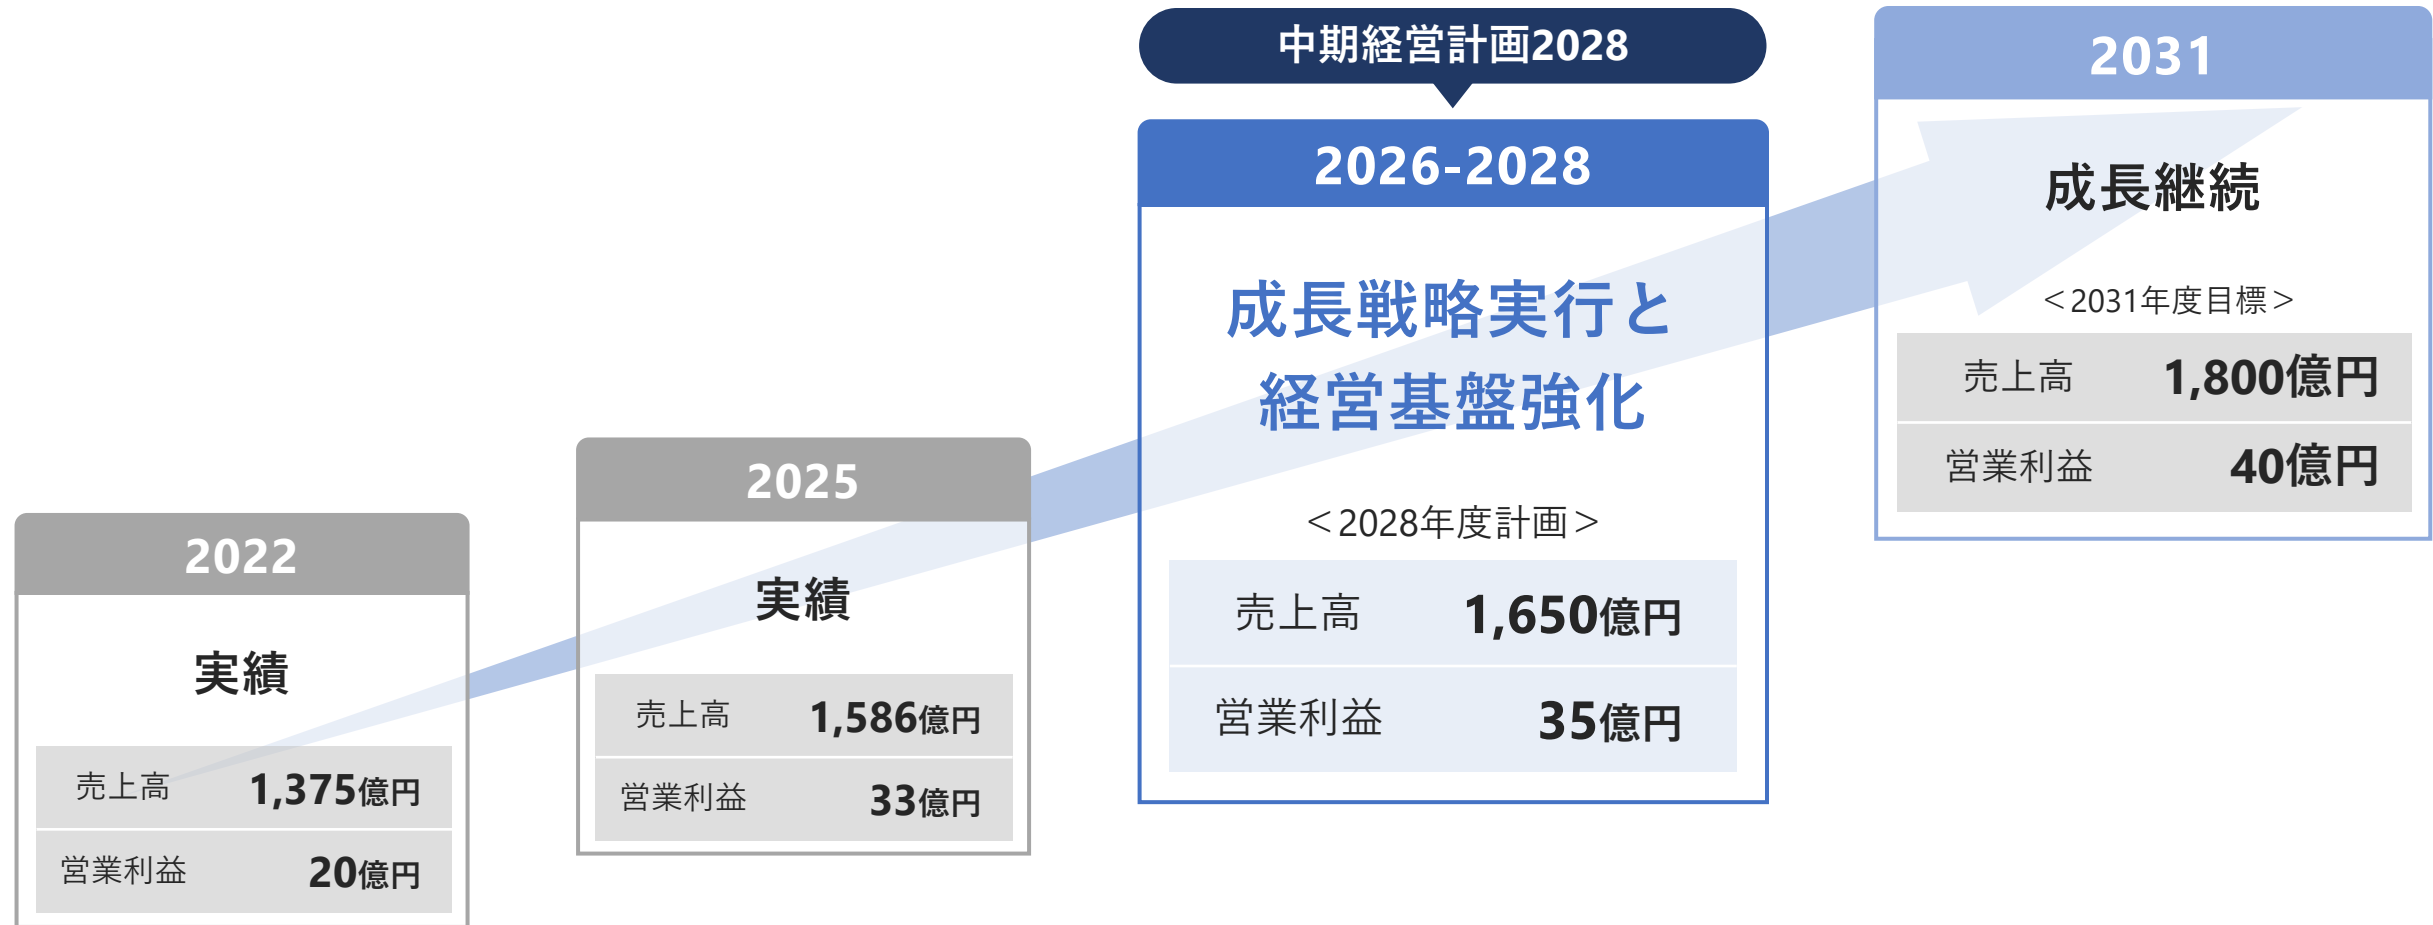 2022
実績
売上高 1,375億円
営業利益 20億円
2025
実績
売上高 1,586億円
営業利益 33億円
中期経営計画2028
2026-2028
成長戦略実行と
経営基盤強化
＜2028年度計画＞
売上高 1,650億円
営業利益 35億円
2031
成長継続
＜2031年度目標＞
売上高 1,800億円
営業利益 40億円